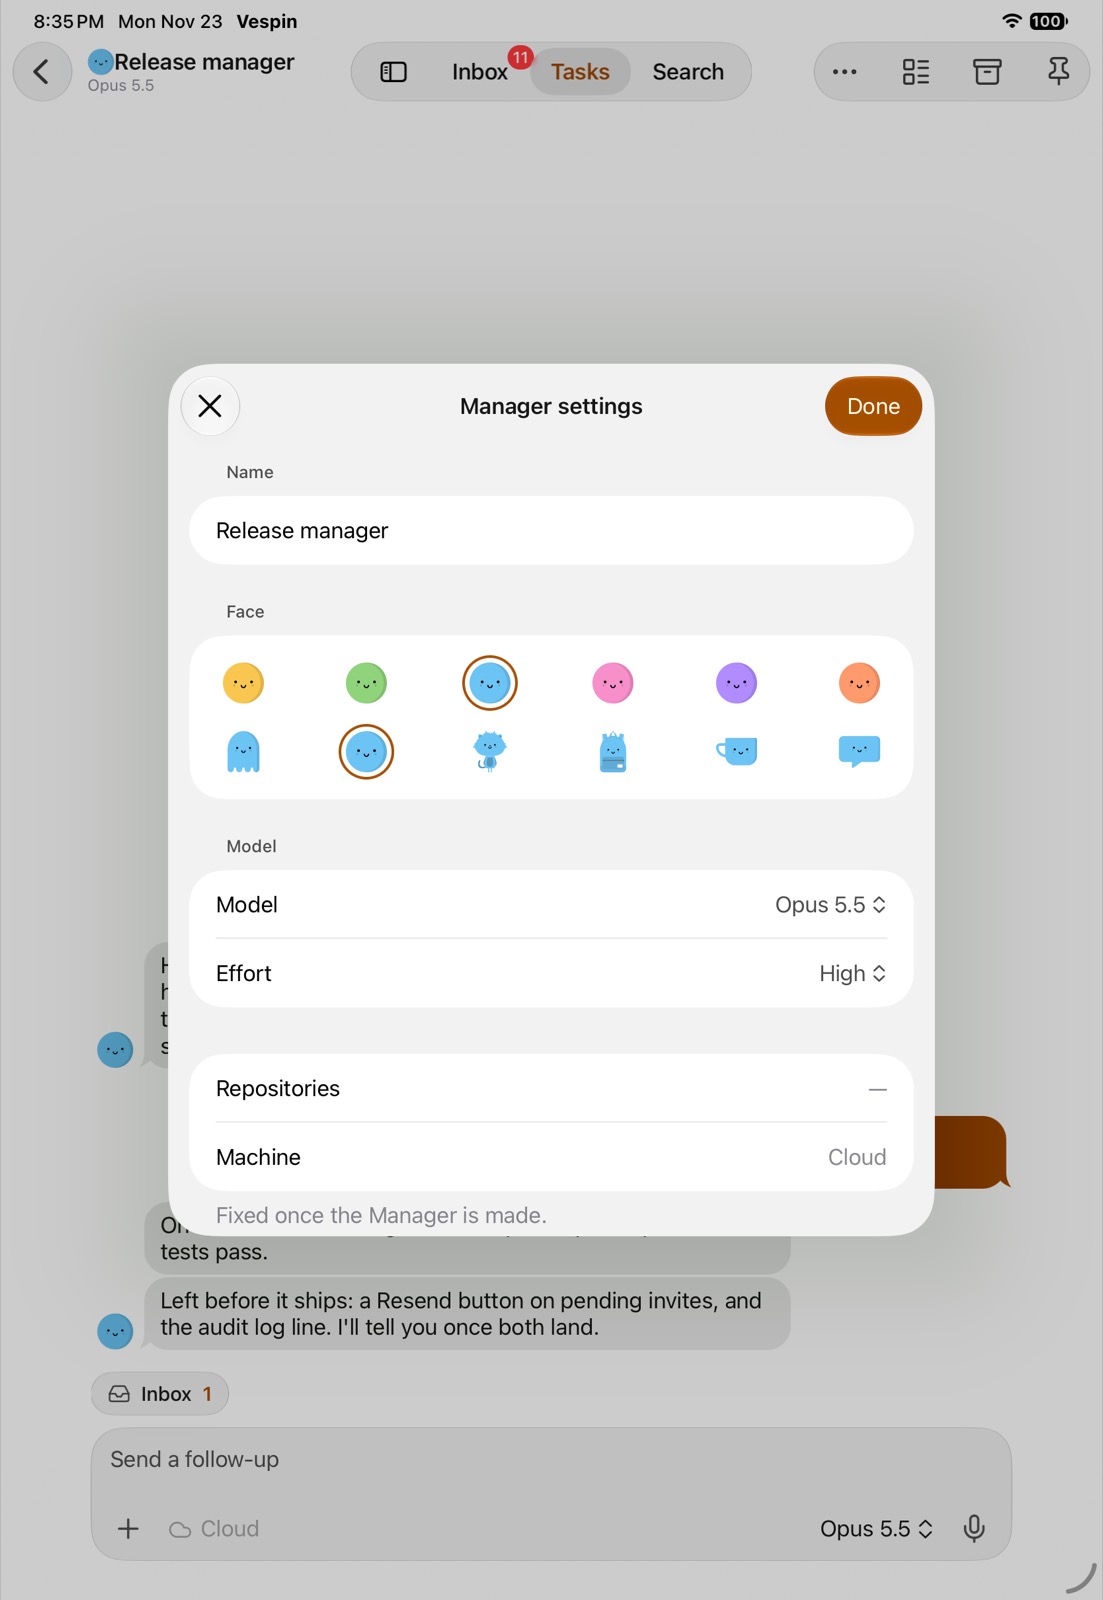 8:35 PM Mon Nov 23 Vespin
100
Release manager
Opus 5.5
Inbox 11 Tasks Search
Manager settings
Done
Name
Release manager
Face
Model
Model Opus 5.5
Effort High
Repositories —
Machine Cloud
Fixed once the Manager is made.
tests pass.
Left before it ships: a Resend button on pending invites, and
the audit log line. I'll tell you once both land.
Inbox 1
Send a follow-up
Cloud Opus 5.5